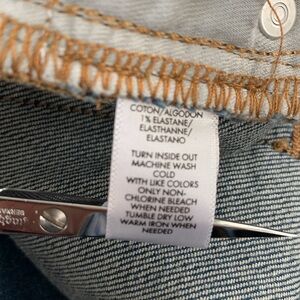 COTTON/ALGODON
1% ELASTANE/
ELASTHANNE/
ELASTANO
TURN INSIDE OUT
MACHINE WASH
COLD
WITH LIKE COLORS
ONLY NON-
CHLORINE BLEACH
WHEN NEEDED
TUMBLE DRY LOW
WARM IRON WHEN
NEEDED